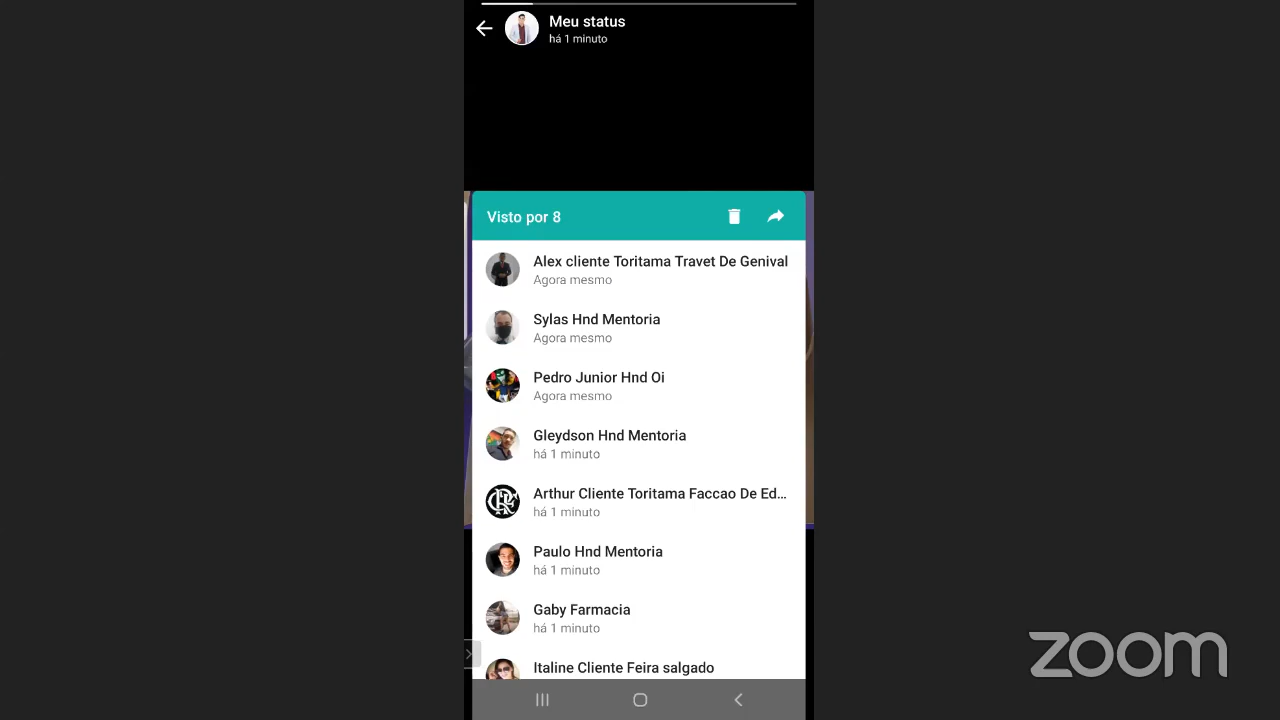 Meu status
há 1 minuto
Visto por 8
Alex cliente Toritama Travet De Genival
Agora mesmo
Sylas Hnd Mentoria
Agora mesmo
Pedro Junior Hnd Oi
Agora mesmo
Gleydson Hnd Mentoria
há 1 minuto
Arthur Cliente Toritama Faccao De Ed...
há 1 minuto
Paulo Hnd Mentoria
há 1 minuto
Gaby Farmacia
há 1 minuto
Italine Cliente Feira salgado
zoom